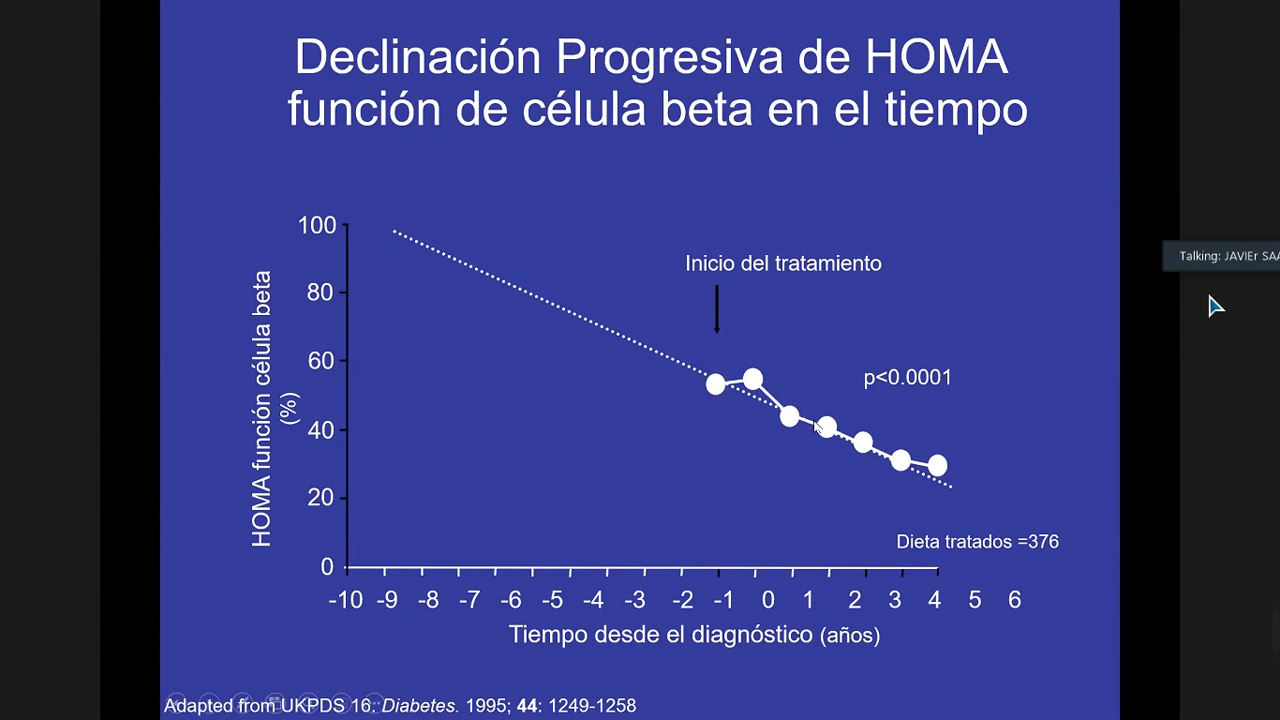 Declinación Progresiva de HOMA
función de célula beta en el tiempo
HOMA función célula beta
(%)
100
80
60
40
20
0
Inicio del tratamiento
p<0.0001
Dieta tratados =376
-10 -9 -8 -7 -6 -5 -4 -3 -2 -1 0 1 2 3 4 5 6
Tiempo desde el diagnóstico (años)
Adapted from UKPDS 16: Diabetes. 1995; 44: 1249-1258
Talking: JAVIEr